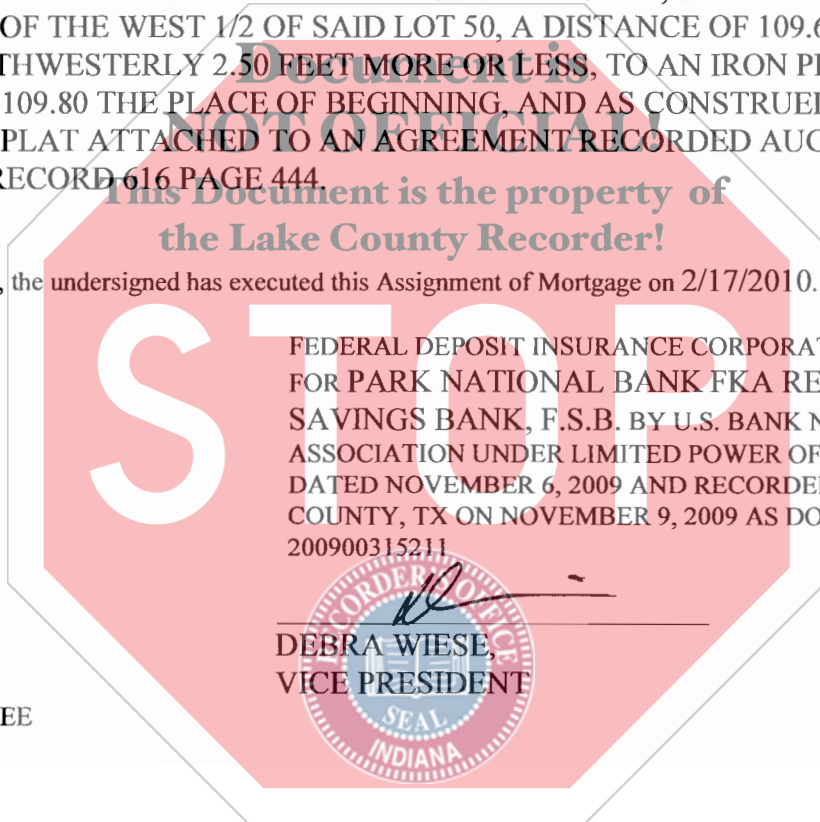 OF THE WEST 1/2 OF SAID LOT 50, A DISTANCE OF 109.6
THWESTERLY 2.50 FEET MORE OR LESS, TO AN IRON PI
Document is
109.80 THE PLACE OF BEGINNING, AND AS CONSTRUED
NOT OFFICIAL!
PLAT ATTACHED TO AN AGREEMENT RECORDED AUG
RECORD 616 PAGE 444.
This Document is the property of
the Lake County Recorder!
, the undersigned has executed this Assignment of Mortgage on 2/17/2010.
STOP
FEDERAL DEPOSIT INSURANCE CORPORAT
FOR PARK NATIONAL BANK FKA RE
SAVINGS BANK, F.S.B. BY U.S. BANK N
ASSOCIATION UNDER LIMITED POWER OF
DATED NOVEMBER 6, 2009 AND RECORDED
COUNTY, TX ON NOVEMBER 9, 2009 AS DO
200900315211
RECORDER'S OFFICE
DEBRA WIESE,
VICE PRESIDENT
SEAL
INDIANA
EE